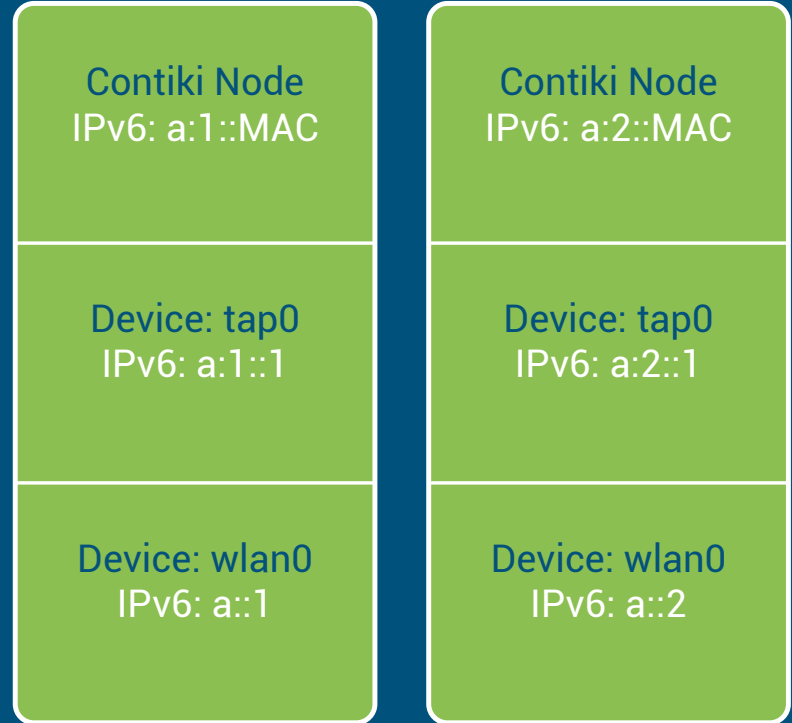 Contiki Node
IPv6: a:1::MAC
Device: tap0
IPv6: a:1::1
Device: wlan0
IPv6: a::1
Contiki Node
IPv6: a:2::MAC
Device: tap0
IPv6: a:2::1
Device: wlan0
IPv6: a::2